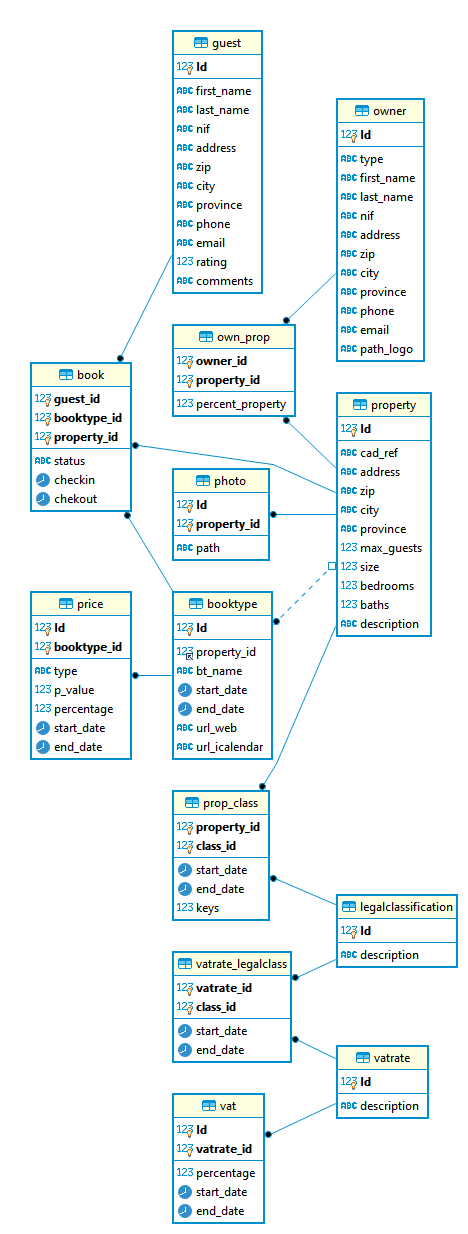 guest
123 Id
ABC first_name
ABC last_name
ABC nif
ABC address
ABC zip
ABC city
ABC province
ABC phone
ABC email
123 rating
ABC comments
owner
123 Id
ABC type
ABC first_name
ABC last_name
ABC nif
ABC address
ABC zip
ABC city
ABC province
ABC phone
ABC email
ABC path_logo
own_prop
123 owner_id
123 property_id
123 percent_property
book
123 guest_id
123 booktype_id
123 property_id
ABC status
checkin
chekout
property
123 Id
ABC cad_ref
ABC address
ABC zip
ABC city
ABC province
123 max_guests
123 size
123 bedrooms
123 baths
ABC description
photo
123 Id
123 property_id
ABC path
price
123 Id
123 booktype_id
ABC type
123 p_value
123 percentage
start_date
end_date
booktype
123 Id
123 property_id
ABC bt_name
start_date
end_date
ABC url_web
ABC url_icalendar
prop_class
123 property_id
123 class_id
start_date
end_date
123 keys
legalclassification
123 Id
ABC description
vatrate_legalclass
123 vatrate_id
123 class_id
start_date
end_date
vatrate
123 Id
ABC description
vat
123 Id
123 vatrate_id
123 percentage
start_date
end_date